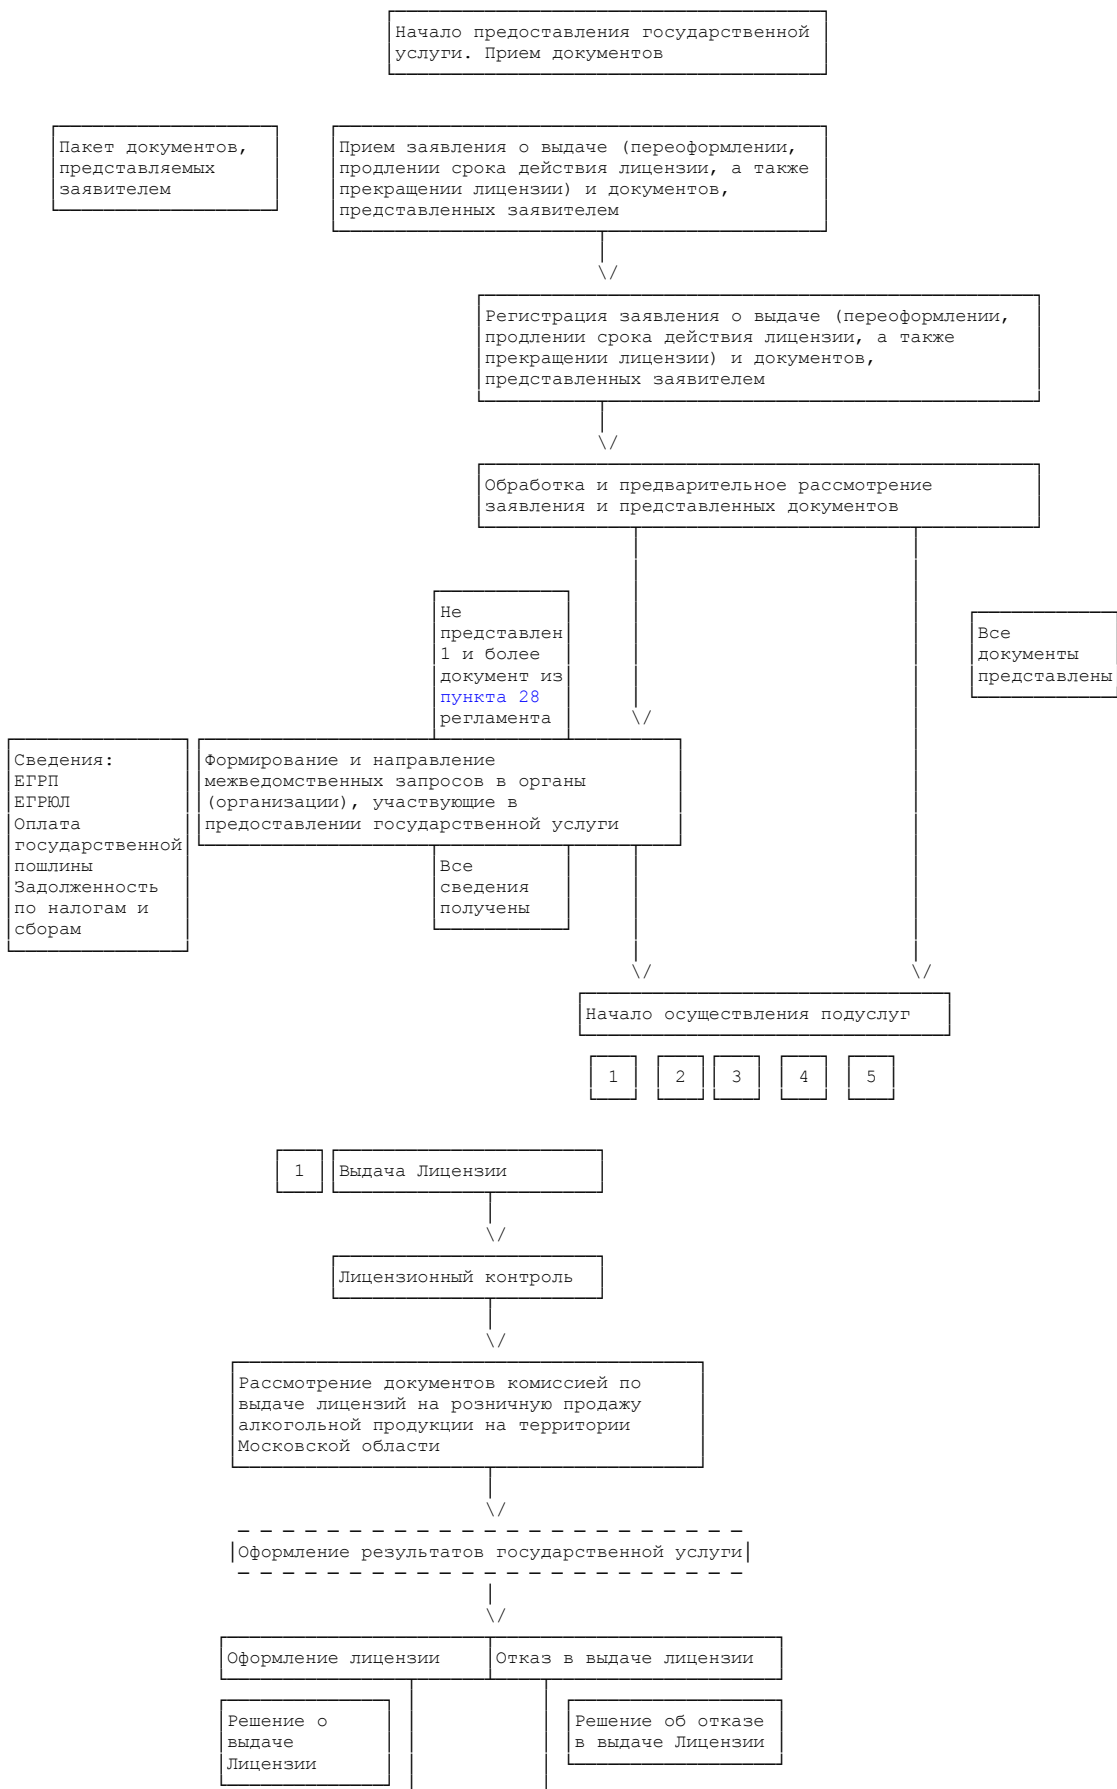 Начало предоставления государственной
услуги. Прием документов
Пакет документов,
представляемых
заявителем
Прием заявления о выдаче (переоформлении,
продлении срока действия лицензии, а также
прекращении лицензии) и документов,
представленных заявителем
Регистрация заявления о выдаче (переоформлении,
продлении срока действия лицензии, а также
прекращении лицензии) и документов,
представленных заявителем
Обработка и предварительное рассмотрение
заявления и представленных документов
Не
представлен
1 и более
документ из
пункта 28
регламента
Все
документы
представлены
Сведения:
ЕГРП
ЕГРЮЛ
Оплата
государственной
пошлины
Задолженность
по налогам и
сборам
Формирование и направление
межведомственных запросов в органы
(организации), участвующие в
предоставлении государственной услуги
Все
сведения
получены
Начало осуществления подуслуг
1 2 3 4 5
1 Выдача Лицензии
Лицензионный контроль
Рассмотрение документов комиссией по
выдаче лицензий на розничную продажу
алкогольной продукции на территории
Московской области
Оформление результатов государственной услуги
Оформление лицензии
Отказ в выдаче лицензии
Решение о
выдаче
Лицензии
Решение об отказе
в выдаче Лицензии